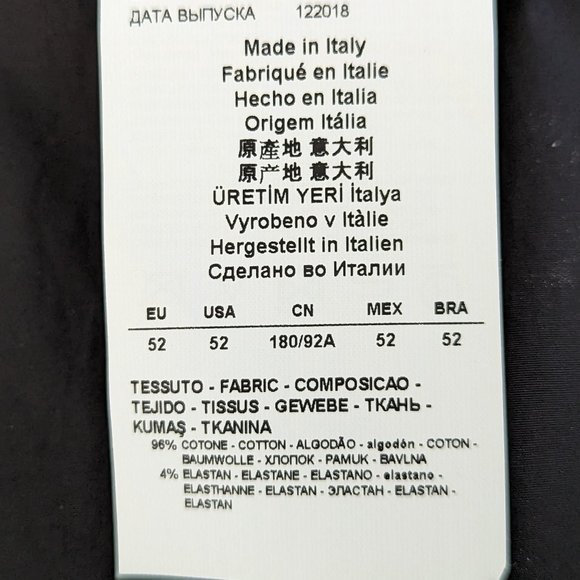 ДАТА ВЫПУСКА 122018
Made in Italy
Fabriqué en Italie
Hecho en Italia
Origem Itália
原產地 意大利
原产地 意大利
ÜRETİM YERİ İtalya
Vyrobeno v Itàlie
Hergestellt in Italien
Сделано во Италии
EU USA CN MEX BRA
52 52 180/92A 52 52
TESSUTO - FABRIC - COMPOSICAO -
TEJIDO - TISSUS - GEWEBE - ТКАНЬ -
KUMAŞ - TKANINA
96% COTONE - COTTON - ALGODÃO - algodón - COTON -
BAUMWOLLE - ХЛОПОК - PAMUK - BAVLNA
4% ELASTAN - ELASTANE - ELASTANO - elastano -
ELASTHANNE - ELASTAN - ЭЛАСТАН - ELASTAN -
ELASTAN